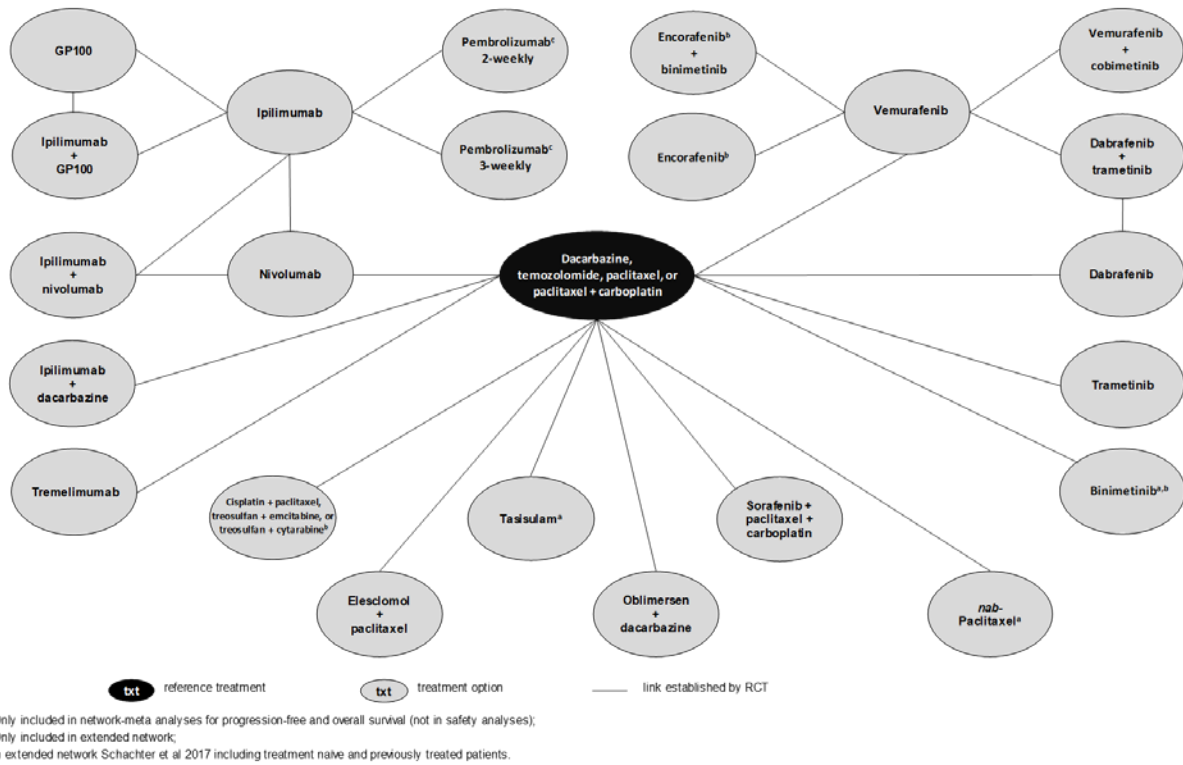 GP100
Pembrolizumabᶜ
2-weekly
Encorafenibᵇ
+
binimetinib
Vemurafenib
+
cobimetinib
Ipilimumab
Vemurafenib
Ipilimumab
+
GP100
Pembrolizumabᶜ
3-weekly
Encorafenibᵇ
Dabrafenib
+
trametinib
Ipilimumab
+
nivolumab
Nivolumab
Dacarbazine,
temozolomide, paclitaxel, or
paclitaxel + carboplatin
Dabrafenib
Ipilimumab
+
dacarbazine
Trametinib
Tremelimumab
Cisplatin + paclitaxel,
treosulfan + emcitabine, or
treosulfan + cytarabineᵇ
Tasisulamᵃ
Sorafenib +
paclitaxel +
carboplatin
Binimetinibᵃ,ᵇ
Elesclomol
+
paclitaxel
Oblimersen
+
dacarbazine
nab-
Paclitaxelᵃ
txt reference treatment
txt treatment option
link established by RCT
only included in network-meta analyses for progression-free and overall survival (not in safety analyses);
only included in extended network;
extended network Schachter et al 2017 including treatment naive and previously treated patients.